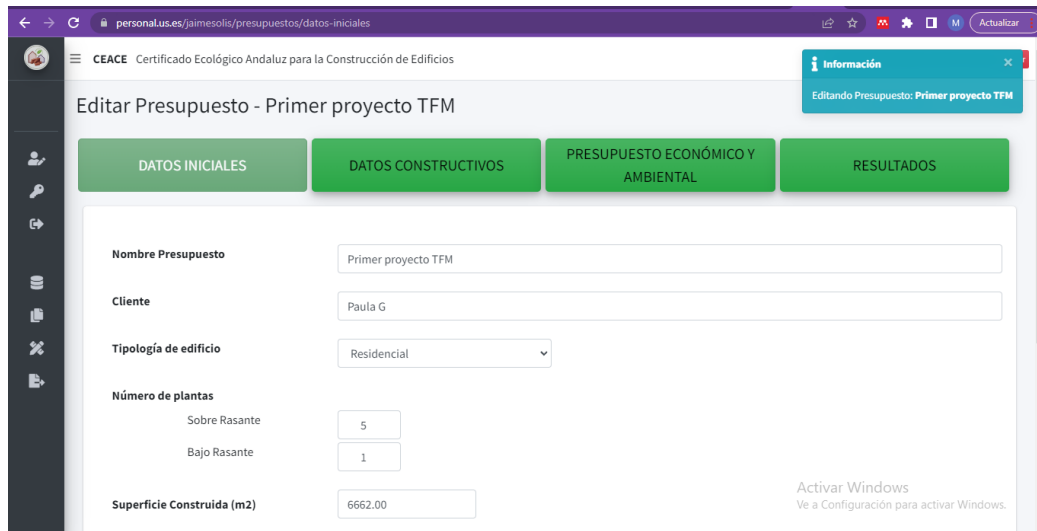 personal.us.es/jaimesolis/presupuestos/datos-iniciales
M
Actualizar
CEACE Certificado Ecológico Andaluz para la Construcción de Edificios
Información
Editando Presupuesto: Primer proyecto TFM
Editar Presupuesto - Primer proyecto TFM
DATOS INICIALES
DATOS CONSTRUCTIVOS
PRESUPUESTO ECONÓMICO Y
AMBIENTAL
RESULTADOS
Nombre Presupuesto
Primer proyecto TFM
Cliente
Paula G
Tipología de edificio
Residencial
Número de plantas
Sobre Rasante
5
Bajo Rasante
1
Superficie Construida (m2)
6662.00
Activar Windows
Ve a Configuración para activar Windows.